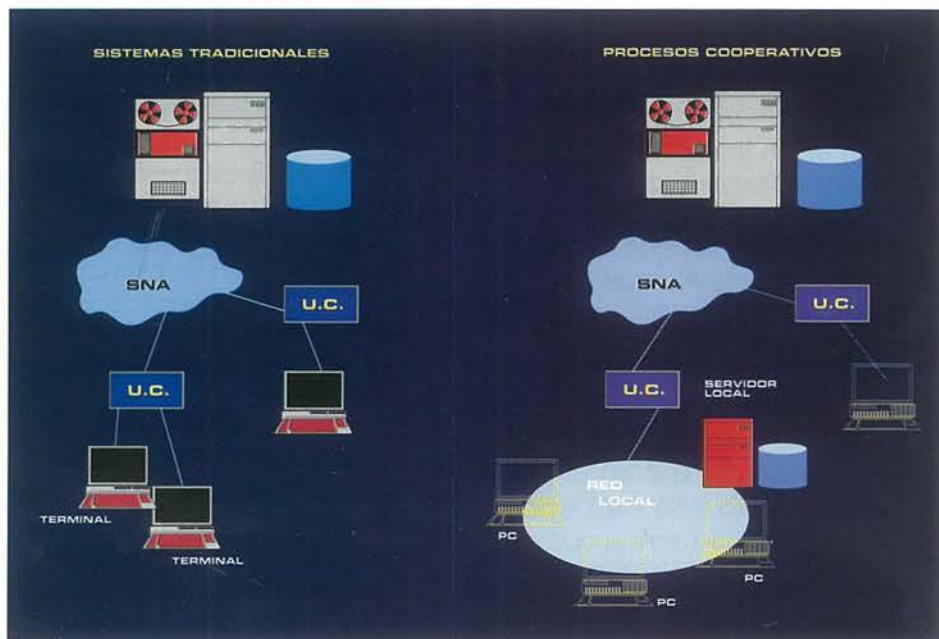 SISTEMAS TRADICIONALES
SNA
U.C.
U.C.
TERMINAL
TERMINAL
PROCESOS COOPERATIVOS
SNA
U.C.
U.C.
SERVIDOR
LOCAL
RED
LOCAL
PC
PC
PC